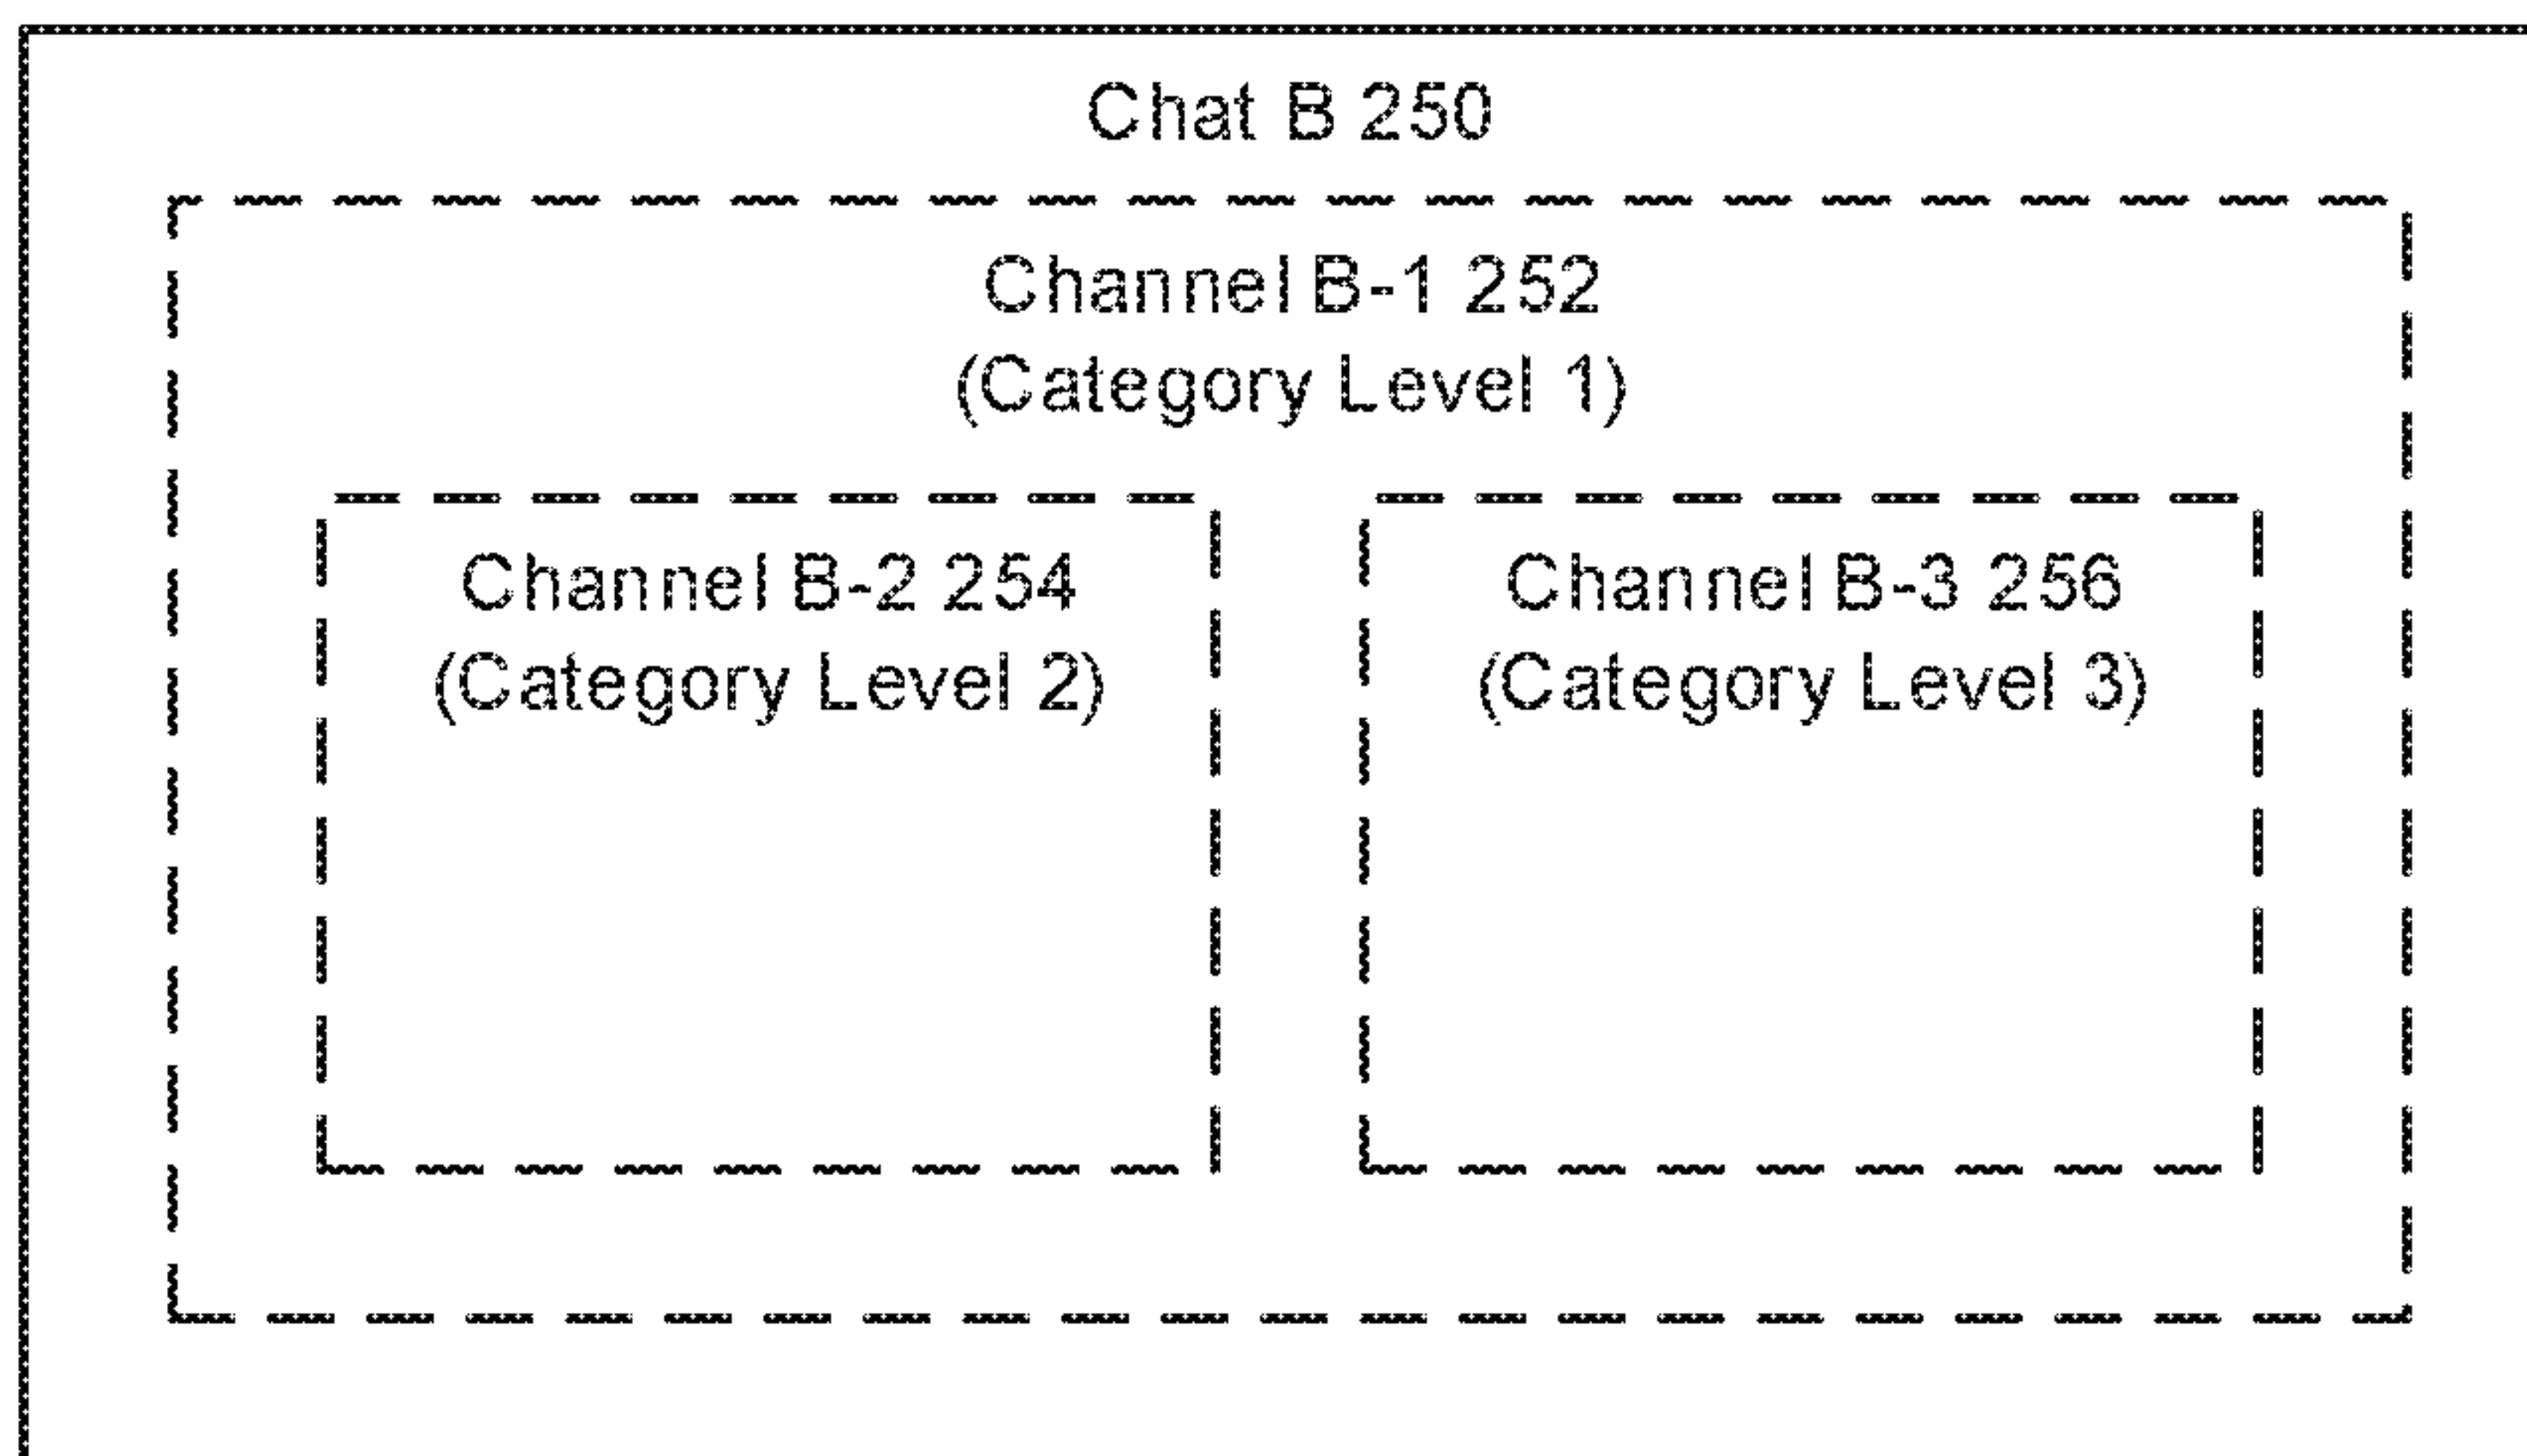 Chat B 250
Channel B-1 252
(Category Level 1)
Channel B-2 254
(Category Level 2)
Channel B-3 256
(Category Level 3)